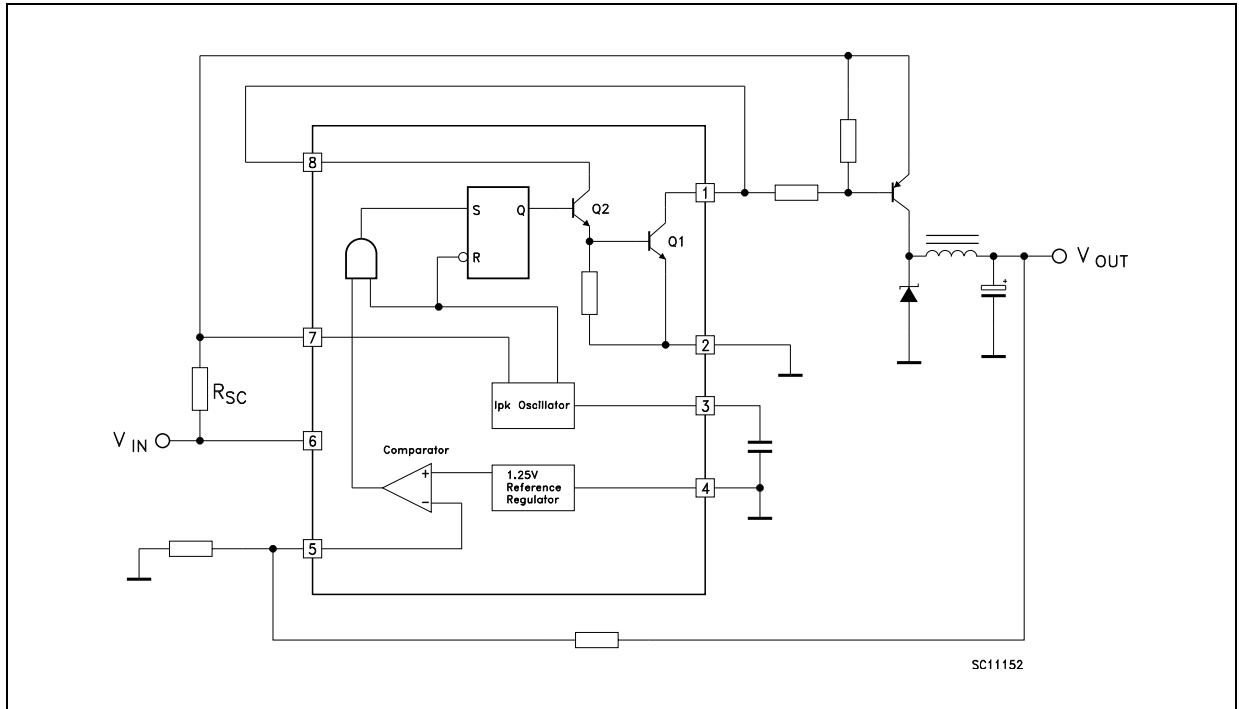 8
1
S Q
Q2
Q1
R
7
2
R SC
Ipk Oscillator
3
V IN
6
Comparator
+
1.25V
Reference
Regulator
4
−
5
V OUT
+
SC11152